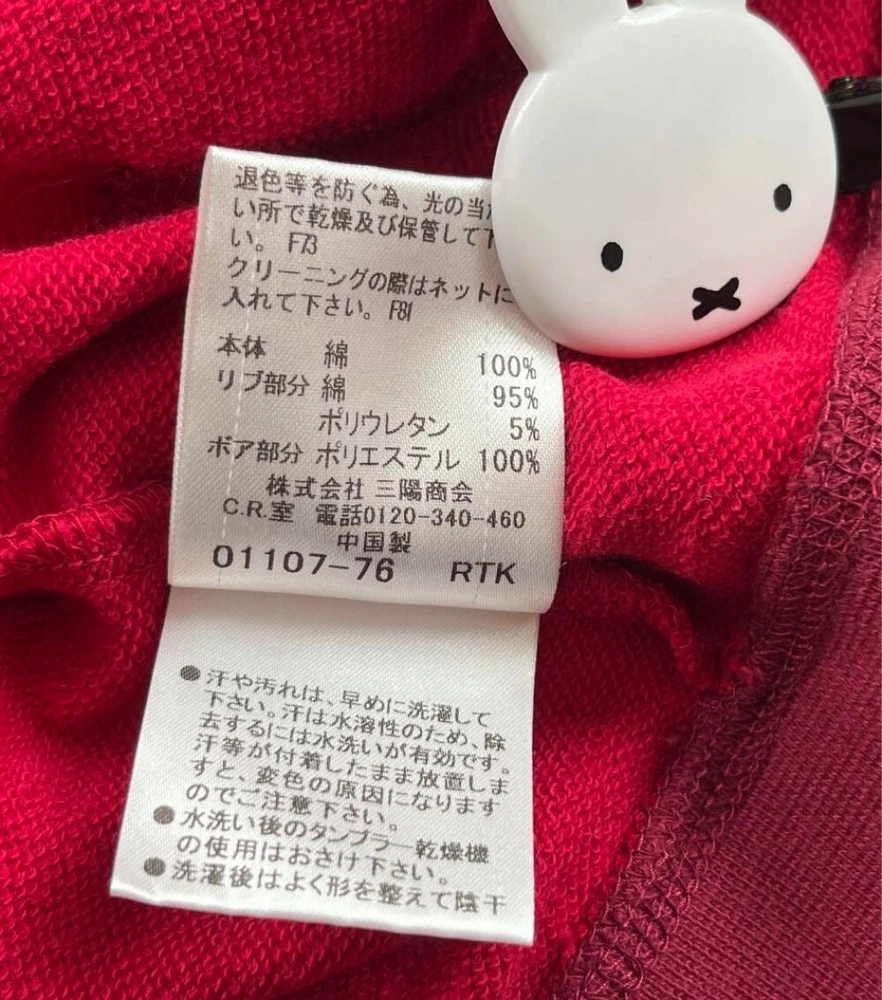 退色等を防ぐ為、光の当
い所で乾燥及び保管して下
い。 F73
クリーニングの際はネットに
入れて下さい。 F81
本体 綿 100%
リブ部分 綿 95%
ポリウレタン 5%
ボア部分 ポリエステル 100%
株式会社 三陽商会
C.R.室 電話0120-340-460
中国製
01107-76 RTK
●汗や汚れは、早めに洗濯して
下さい。汗は水溶性のため、除
去するには水洗いが有効です。
汗等が付着したまま放置しま
すと、変色の原因になります
のでご注意下さい。
●水洗い後のタンブラー乾燥機
の使用はおさけ下さい。
●洗濯後はよく形を整えて陰干